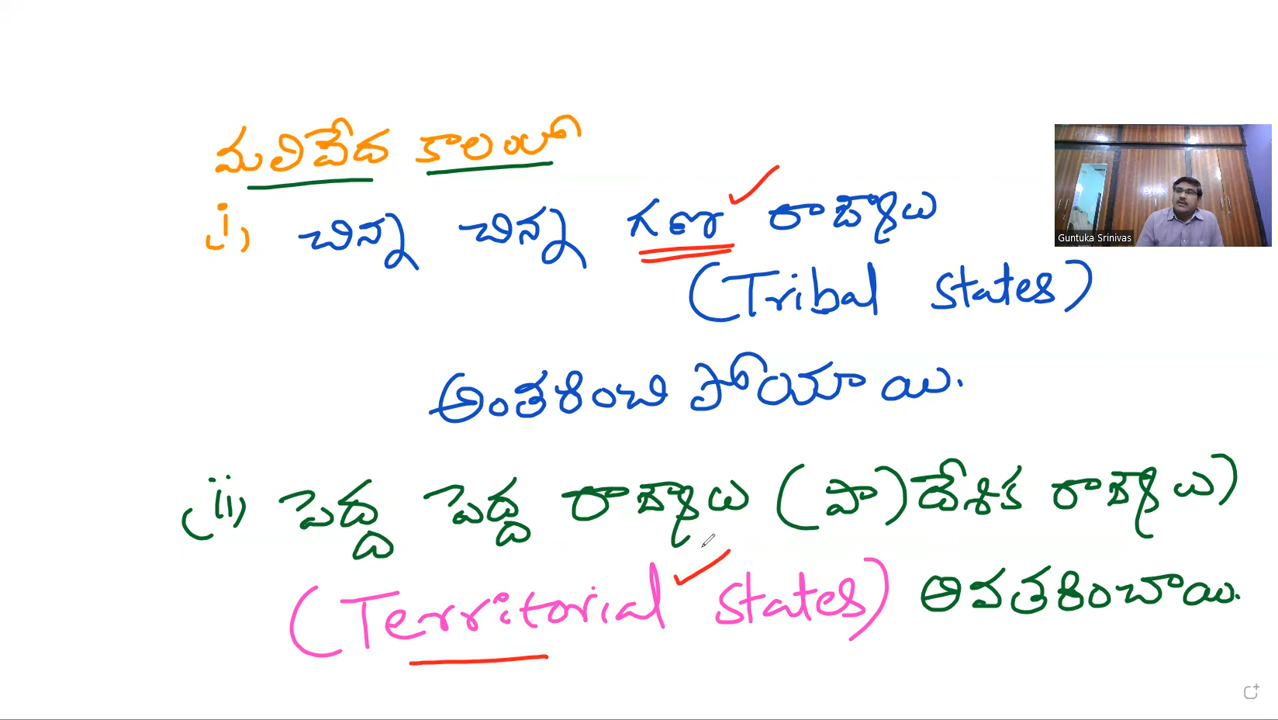 మలివేద కాలంలో
i) చిన్న చిన్న గణ రాజ్యాలు
(Tribal States)
అంతరించి పోయాయి.
ii) పెద్ద పెద్ద రాజ్యాలు (ప్రాదేశిక రాజ్యాలు)
(Territorial States) అవతరించాయి.
Guntuka Srinivas